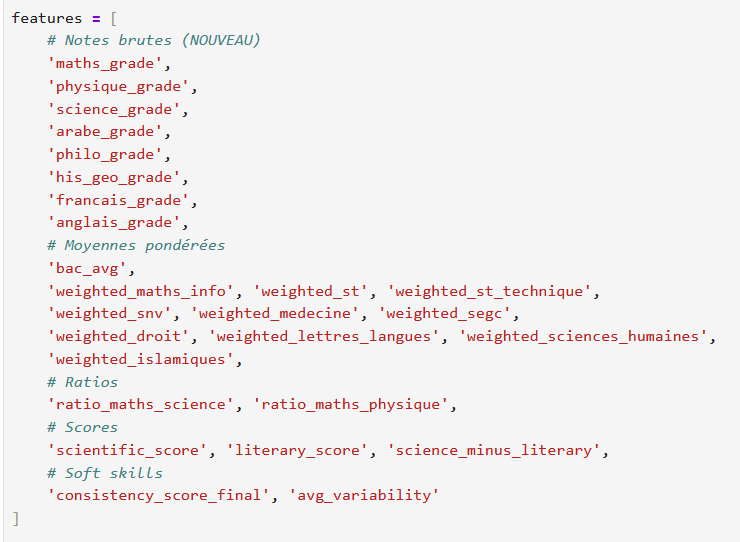 features = [
# Notes brutes (NOUVEAU)
'maths_grade',
'physique_grade',
'science_grade',
'arabe_grade',
'philo_grade',
'his_geo_grade',
'francais_grade',
'anglais_grade',
# Moyennes pondérées
'bac_avg',
'weighted_maths_info', 'weighted_st', 'weighted_st_technique',
'weighted_snv', 'weighted_medecine', 'weighted_segc',
'weighted_droit', 'weighted_lettres_langues', 'weighted_sciences_humaines',
'weighted_islamiques',
# Ratios
'ratio_maths_science', 'ratio_maths_physique',
# Scores
'scientific_score', 'literary_score', 'science_minus_literary',
# Soft skills
'consistency_score_final', 'avg_variability'
]